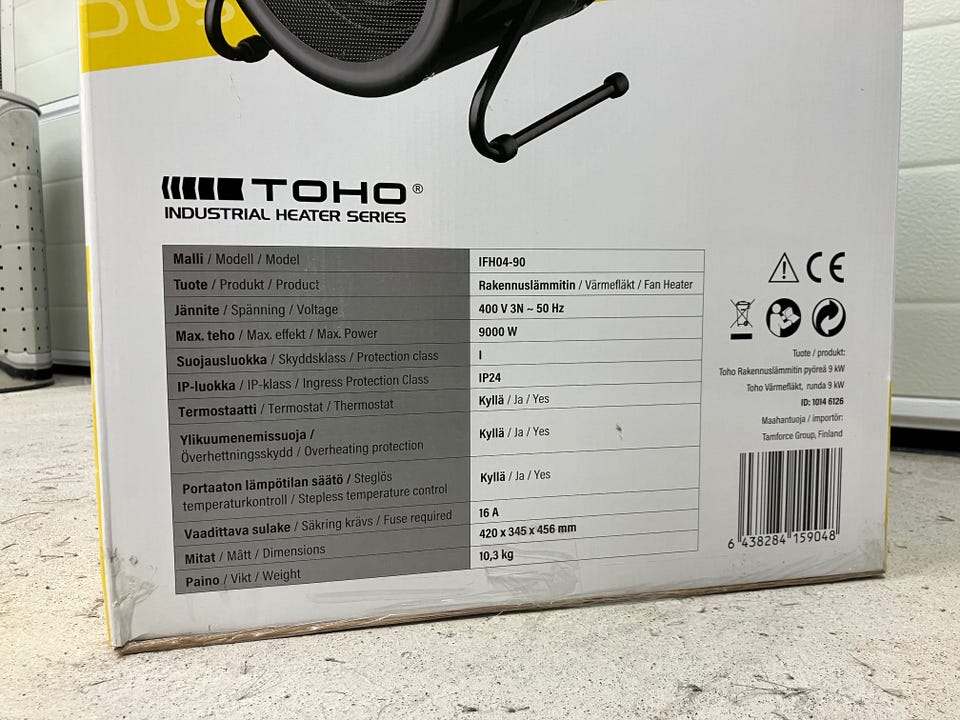 TOHO®
INDUSTRIAL HEATER SERIES
Malli / Modell / Model IFH04-90
Tuote / Produkt / Product Rakennuslämmitin / Värmefläkt / Fan Heater
Jännite / Spänning / Voltage 400 V 3N ~ 50 Hz
Max. teho / Max. effekt / Max. Power 9000 W
Suojausluokka / Skyddsklass / Protection class I
IP-luokka / IP-klass / Ingress Protection Class IP24
Termostaatti / Termostat / Thermostat Kyllä / Ja / Yes
Ylikuumenemissuoja /
Överhettningsskydd / Overheating protection Kyllä / Ja / Yes
Portaaton lämpötilan säätö / Steglös
temperaturkontroll / Stepless temperature control Kyllä / Ja / Yes
Vaadittava sulake / Säkring krävs / Fuse required 16 A
Mitat / Mått / Dimensions 420 x 345 x 456 mm
Paino / Vikt / Weight 10,3 kg
CE
Tuote / produkt:
Toho Rakennuslämmitin pyöreä 9 kW
Toho Värmefläkt, runda 9 kW
ID: 1014 6126
Maahantuoja / importör:
Tamforce Group, Finland
6 438284 159048